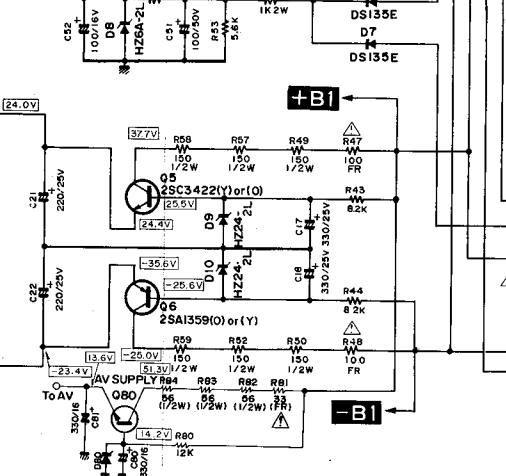 C52
100/16V
D8
HZ6A-2L
C51
100/50V
R53
5.6K
1K 2W
DS135E
D7
DS135E
24.0V
+B1
37.7V
R58
150
1/2W
R57
150
1/2W
R49
150
1/2W
R47
100
FR
Q5
2SC3422(Y)or(O)
25.5V
24.4V
C21
220/25V
D9
HZ24-2L
C17
330/25V
R43
8.2K
-35.6V
-25.6V
C22
220/25V
D10
HZ24-2L
C18
330/25V
R44
8.2K
Q6
2SA1359(O)or(Y)
R59
150
1/2W
R52
150
1/2W
R50
150
1/2W
R48
100
FR
-23.4V
13.6V
-25.0V
51.3V
To AV
AV SUPPLY
Q80
R84
56
(1/2W)
R83
56
(1/2W)
R82
56
(1/2W)
R81
33
(FR)
-B1
330/16
C81
14.2V
R80
12K
D80
C80
330/16